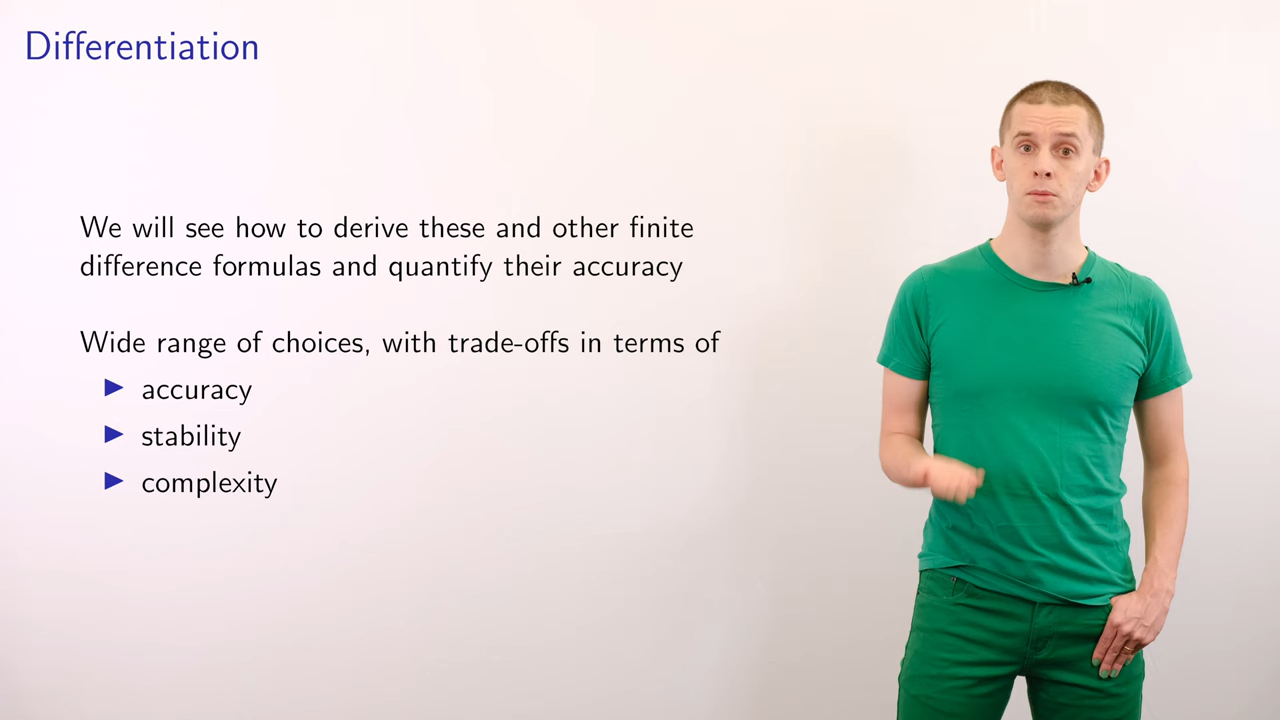 Differentiation
We will see how to derive these and other finite
difference formulas and quantify their accuracy
Wide range of choices, with trade-offs in terms of
▶ accuracy
▶ stability
▶ complexity